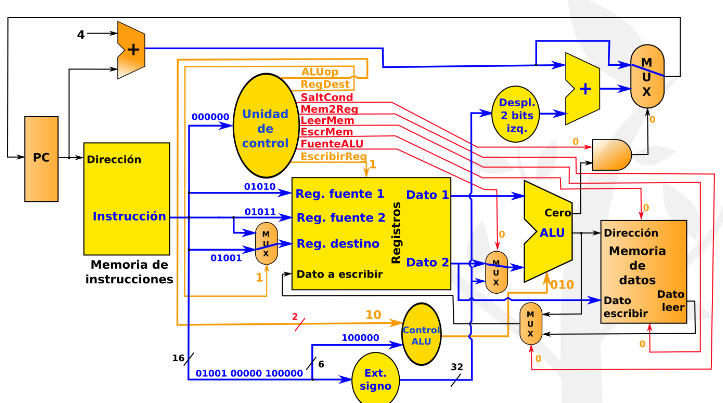 4
+
PC
Dirección
Instrucción
Memoria de
instrucciones
000000
Unidad
de
control
ALUop
RegDest
SaltCond
Mem2Reg
LeerMem
EscrMem
FuenteALU
EscribirReg
1
01010
01011
01001
M
U
X
1
Reg. fuente 1
Reg. fuente 2
Reg. destino
Dato a escribir
Registros
Dato 1
Dato 2
Despl.
2 bits
izq.
+
M
U
X
0
0
0
M
U
X
Cero
ALU
010
0
Dirección
Memoria
de
datos
Dato
escribir
Dato
leer
0
M
U
X
0
2
10
Control
ALU
100000
16
6
01001 00000 100000
Ext.
signo
32